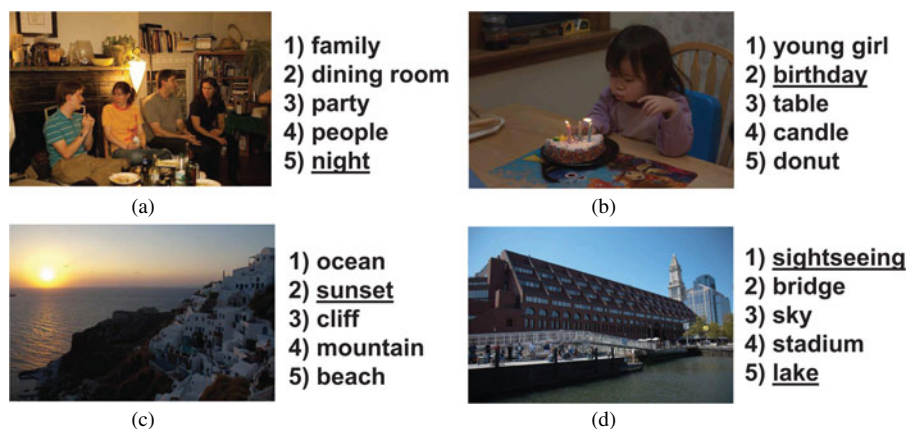 1) family
2) dining room
3) party
4) people
5) night
(a)
1) young girl
2) birthday
3) table
4) candle
5) donut
(b)
1) ocean
2) sunset
3) cliff
4) mountain
5) beach
(c)
1) sightseeing
2) bridge
3) sky
4) stadium
5) lake
(d)